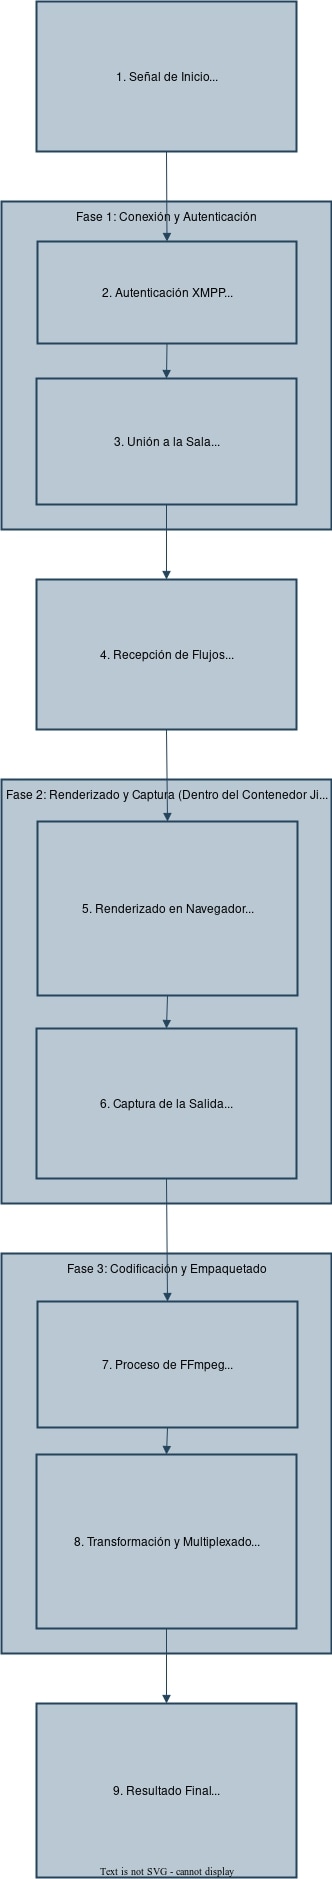 1. Señal de Inicio...
Fase 1: Conexión y Autenticación
2. Autenticación XMPP...
3. Unión a la Sala...
4. Recepción de Flujos...
Fase 2: Renderizado y Captura (Dentro del Contenedor Ji...
5. Renderizado en Navegador...
6. Captura de la Salida...
Fase 3: Codificación y Empaquetado
7. Proceso de FFmpeg...
8. Transformación y Multiplexado...
9. Resultado Final...
Text is not SVG - cannot display